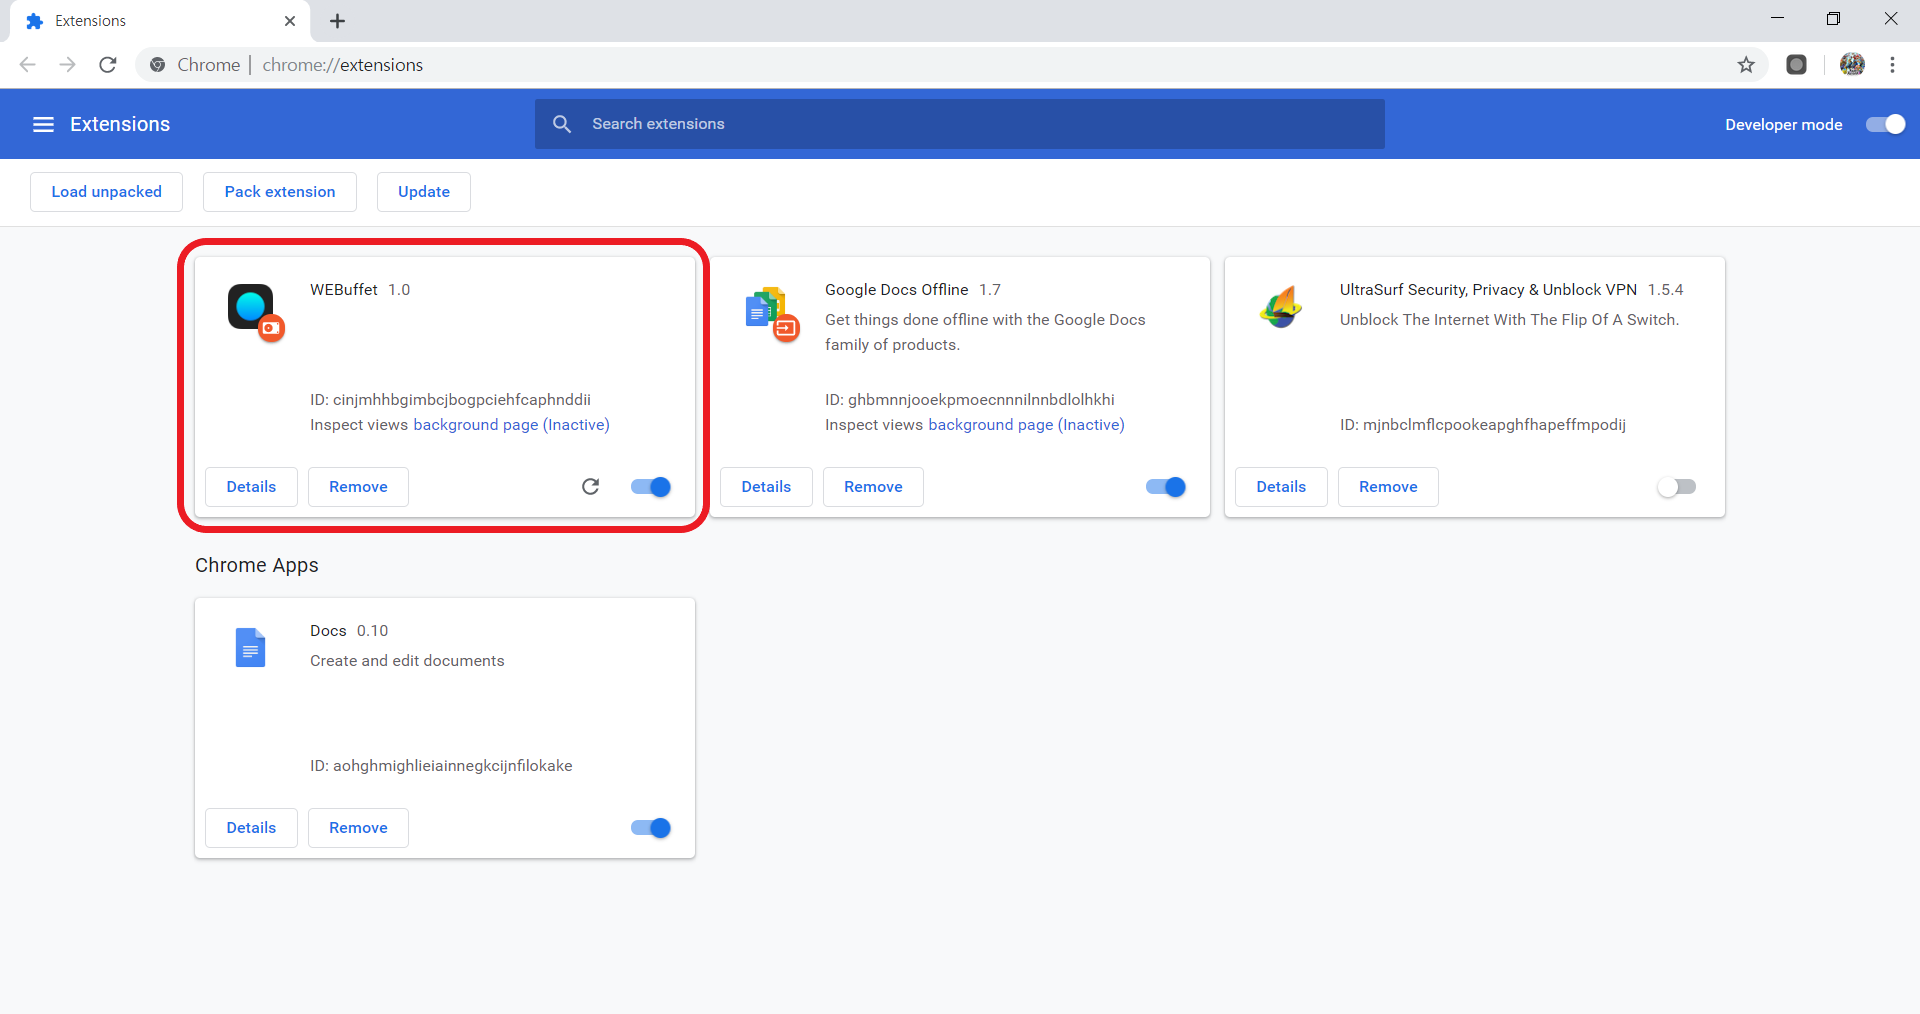 Extensions
Chrome | chrome://extensions
Extensions
Search extensions
Developer mode
Load unpacked
Pack extension
Update
WEBuffet 1.0
ID: cinjmhhbgimbcjbogpciehfcaphnddii
Inspect views background page (Inactive)
Details
Remove
Google Docs Offline 1.7
Get things done offline with the Google Docs
family of products.
ID: ghbmnnjooekpmoecnnnilnnbdlolhkhi
Inspect views background page (Inactive)
Details
Remove
UltraSurf Security, Privacy & Unblock VPN 1.5.4
Unblock The Internet With The Flip Of A Switch.
ID: mjnbclmflcpookeapghfhapeffmpodij
Details
Remove
Chrome Apps
Docs 0.10
Create and edit documents
ID: aohghmighlieiainnegkcijnfilokake
Details
Remove